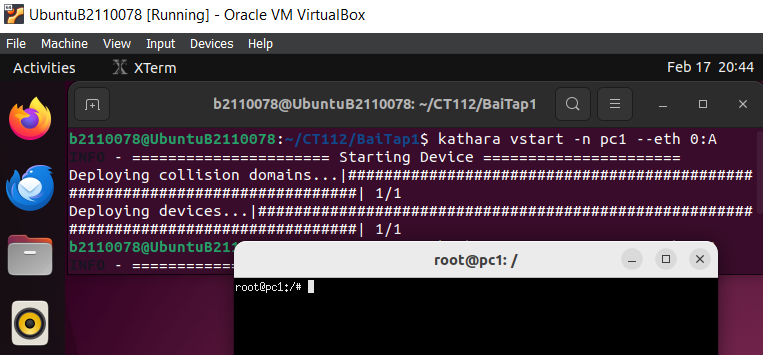 UbuntuB2110078 [Running] - Oracle VM VirtualBox
File Machine View Input Devices Help
Activities XTerm Feb 17 20:44
b2110078@UbuntuB2110078: ~/CT112/BaiTap1
b2110078@UbuntuB2110078:~/CT112/BaiTap1$ kathara vstart -n pc1 --eth 0:A
INFO - ====================== Starting Device ======================
Deploying collision domains...|#############################################
################################| 1/1
Deploying devices...|#######################################################
################################| 1/1
b2110078@UbuntuB211
INFO - ============
root@pc1: /
root@pc1:/#